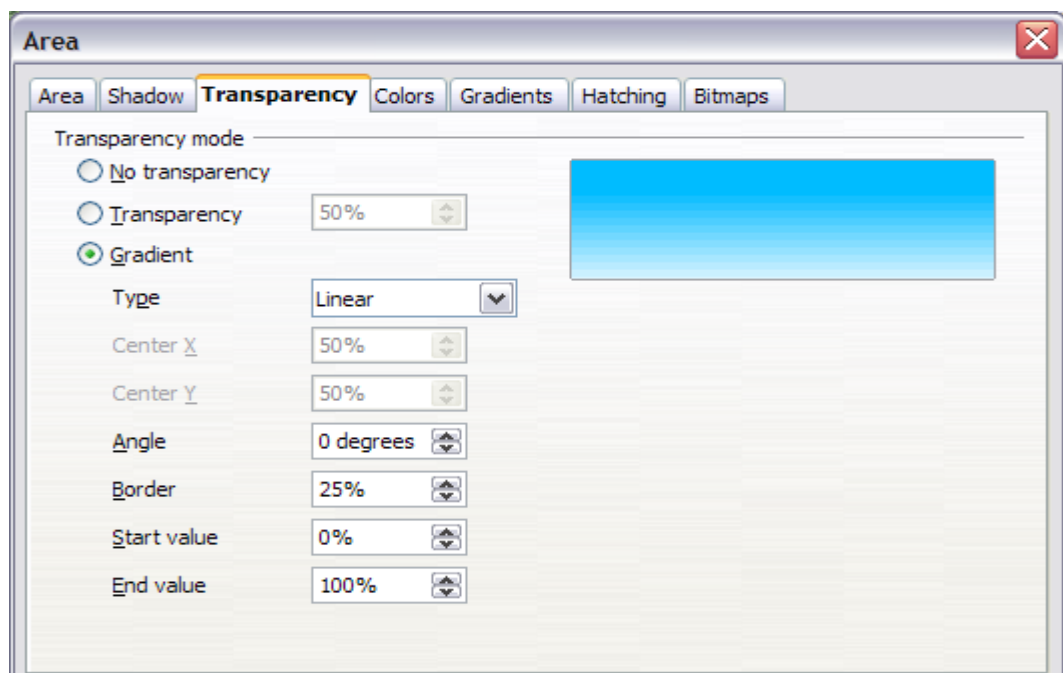 Area
Area Shadow Transparency Colors Gradients Hatching Bitmaps
Transparency mode
No transparency
Transparency 50%
Gradient
Type Linear
Center X 50%
Center Y 50%
Angle 0 degrees
Border 25%
Start value 0%
End value 100%